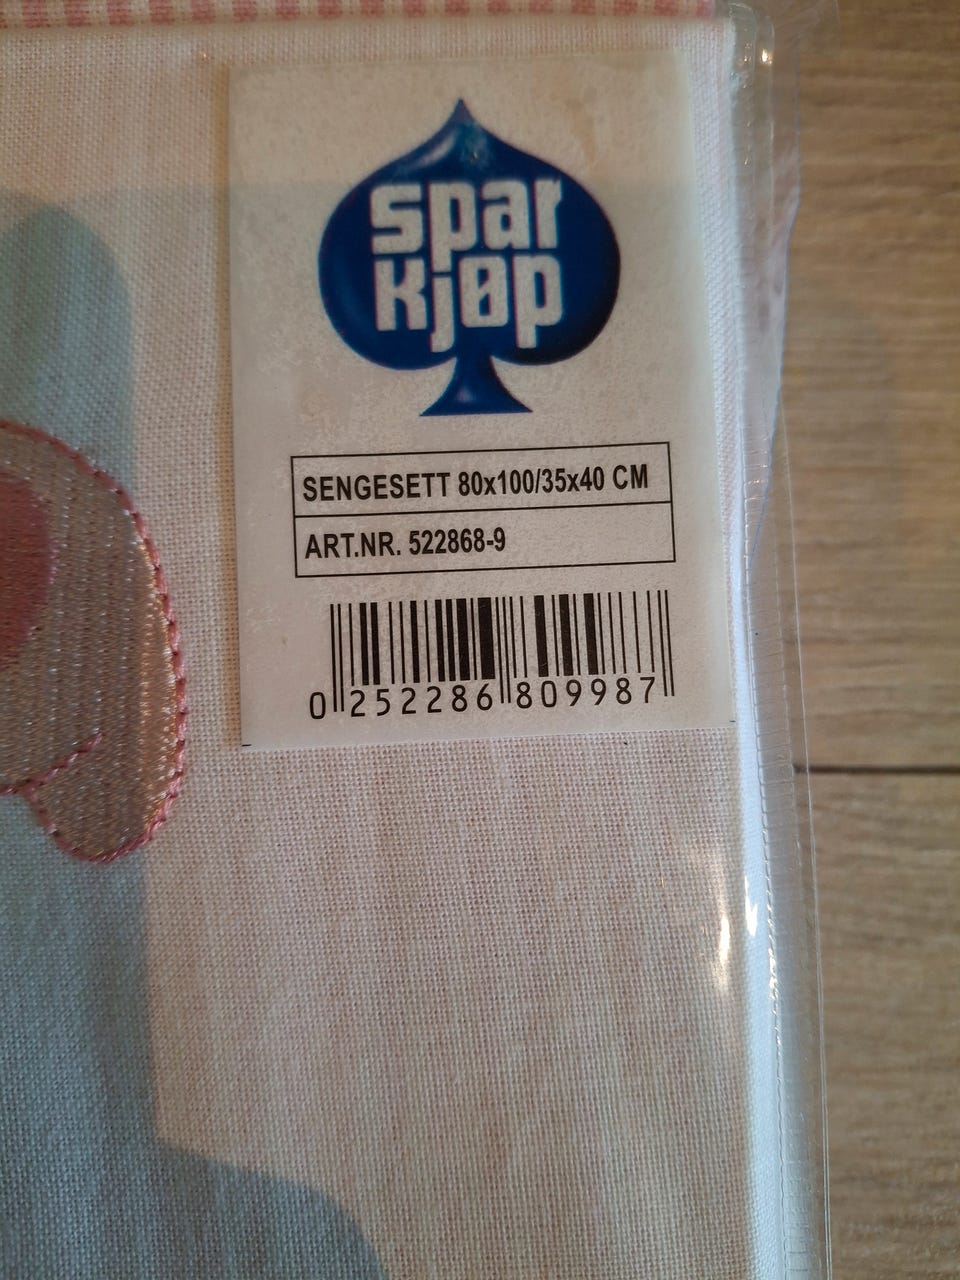 spar
kjøp
SENGESETT 80x100/35x40 CM
ART.NR. 522868-9
0 252286 809987